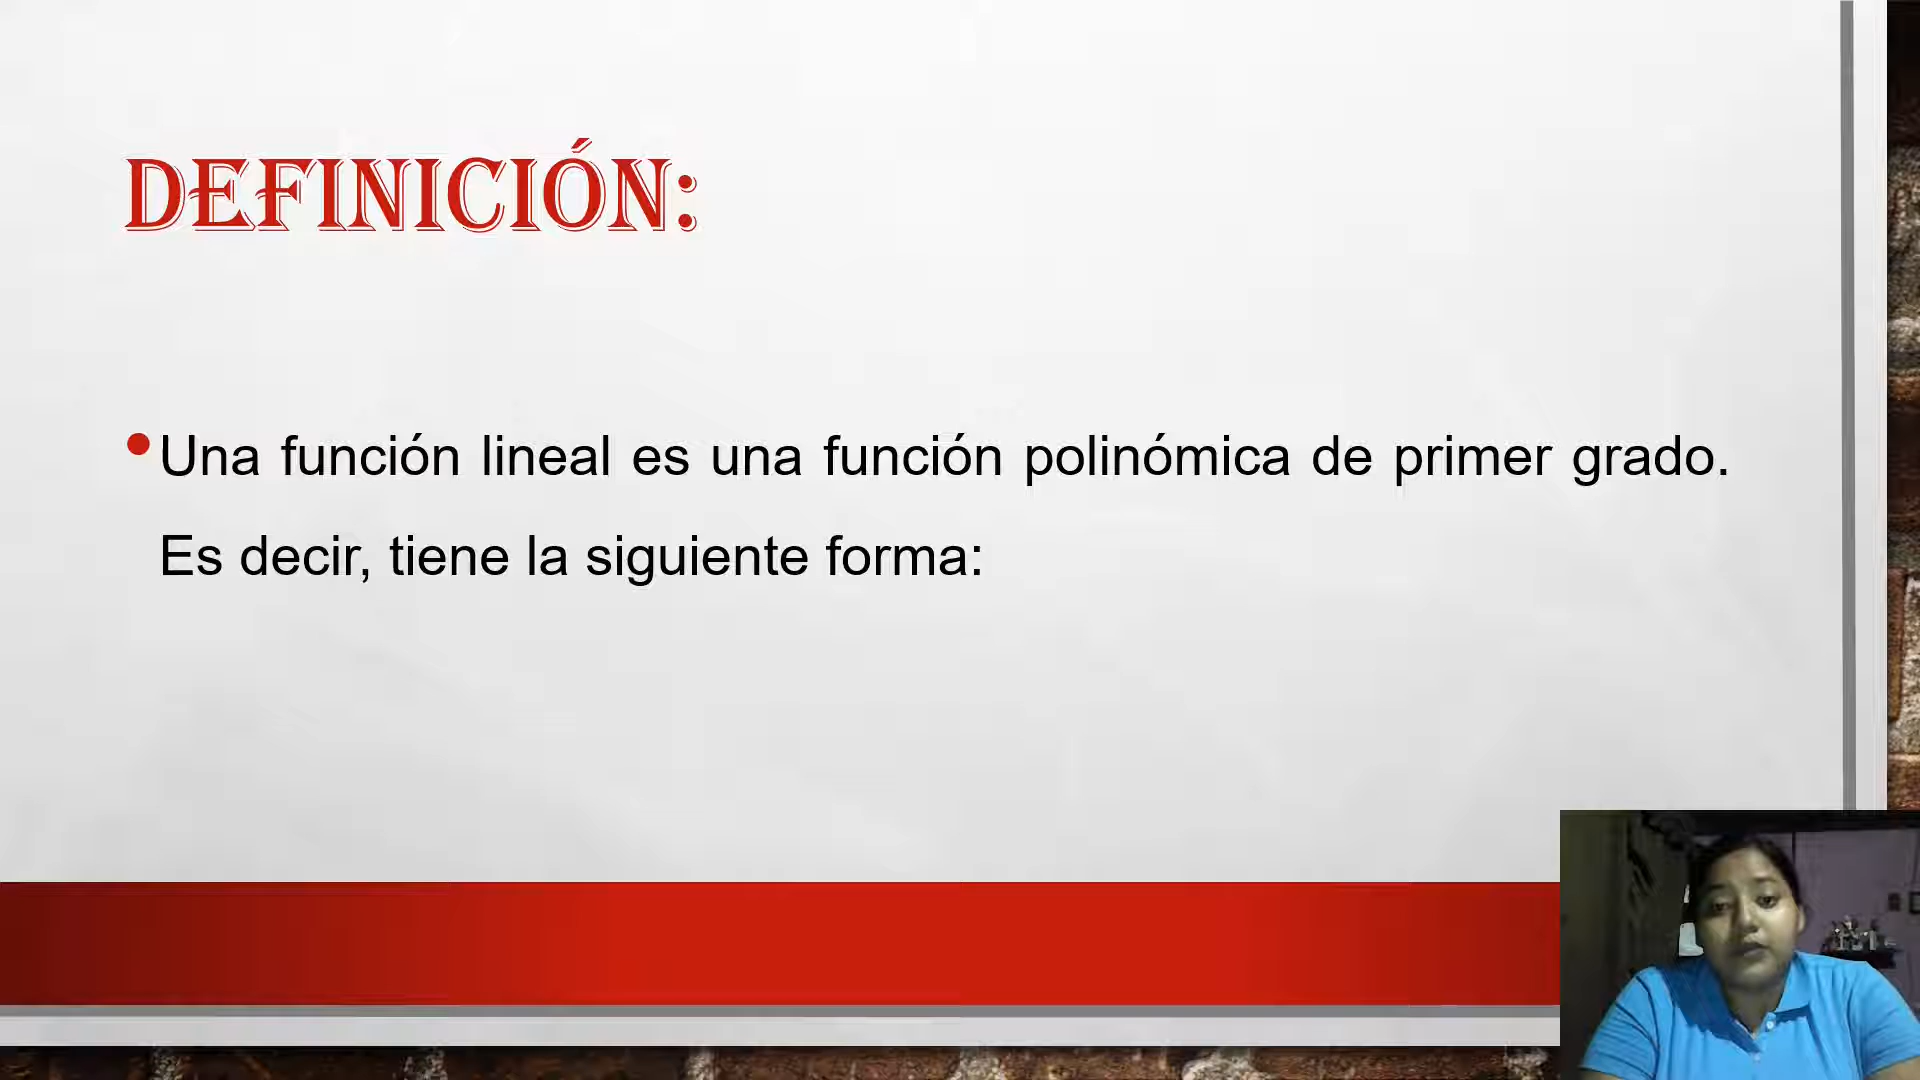 DEFINICIÓN:
• Una función lineal es una función polinómica de primer grado.
Es decir, tiene la siguiente forma: